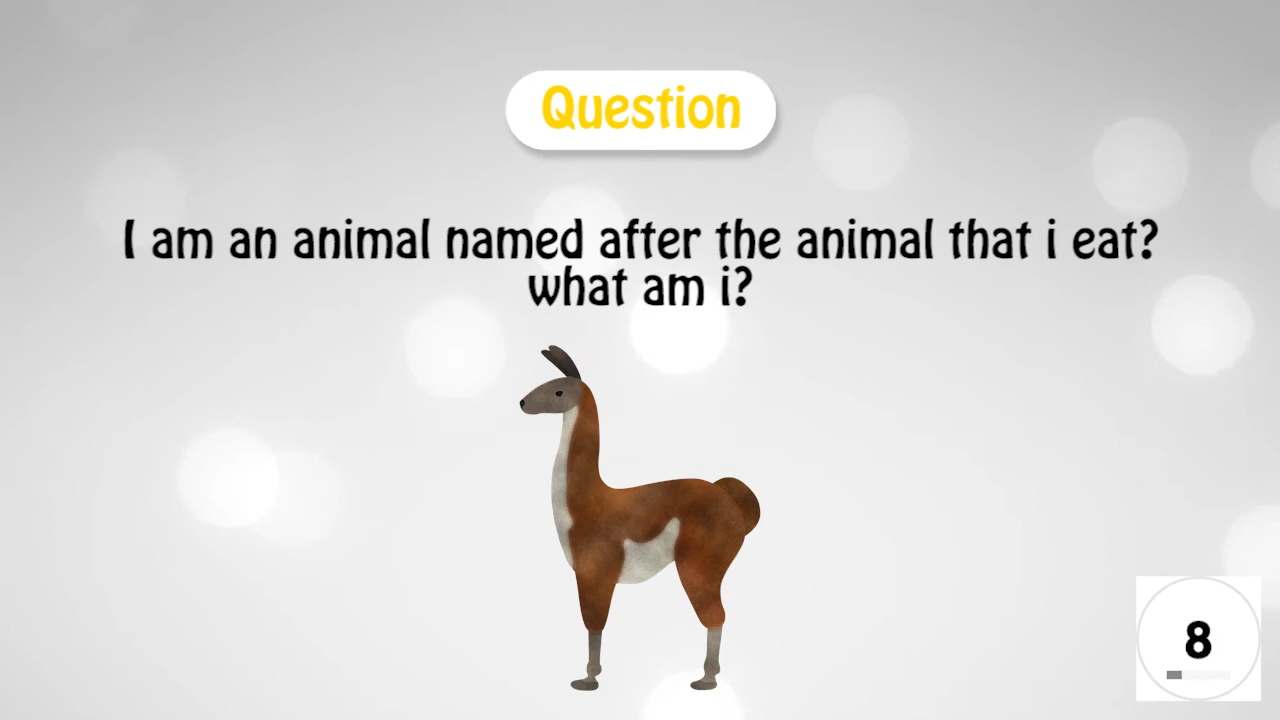 Question
I am an animal named after the animal that i eat?
what am i?
8